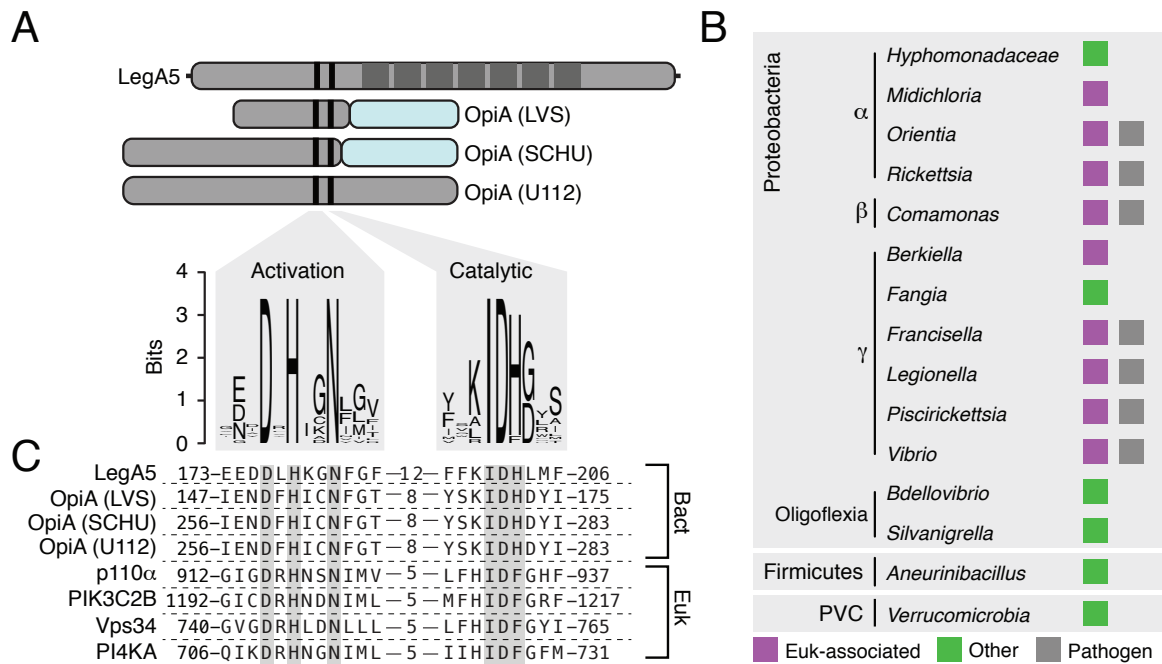 A
LegA5
OpiA (LVS)
OpiA (SCHU)
OpiA (U112)
Activation
Catalytic
Bits
4
3
2
1
0
C
LegA5 173–EEDDLHKGNFGF –12– FFKIDHLMF–206
OpiA (LVS) 147–IENDFHICNFGT – 8 – YSKIDHDYI–175
OpiA (SCHU) 256–IENDFHICNFGT – 8 – YSKIDHDYI–283
OpiA (U112) 256–IENDFHICNFGT – 8 – YSKIDHDYI–283
p110α 912–GIGDRHNSNIMV – 5 – LFHIDFGHF–937
PIK3C2B 1192–GICDRHNDNIML – 5 – MFHIDFGRF–1217
Vps34 740–GVGDRHLDNLLL – 5 – LFHIDFGYI–765
PI4KA 706–QIKDRHNGNIML – 5 – IIHIDFGFM–731
Bact
Euk
B
Proteobacteria
α
Hyphomonadaceae
Midichloria
Orientia
Rickettsia
β
Comamonas
γ
Berkiella
Fangia
Francisella
Legionella
Piscirickettsia
Vibrio
Oligoflexia
Bdellovibrio
Silvanigrella
Firmicutes
Aneurinibacillus
PVC
Verrucomicrobia
Euk-associated
Other
Pathogen